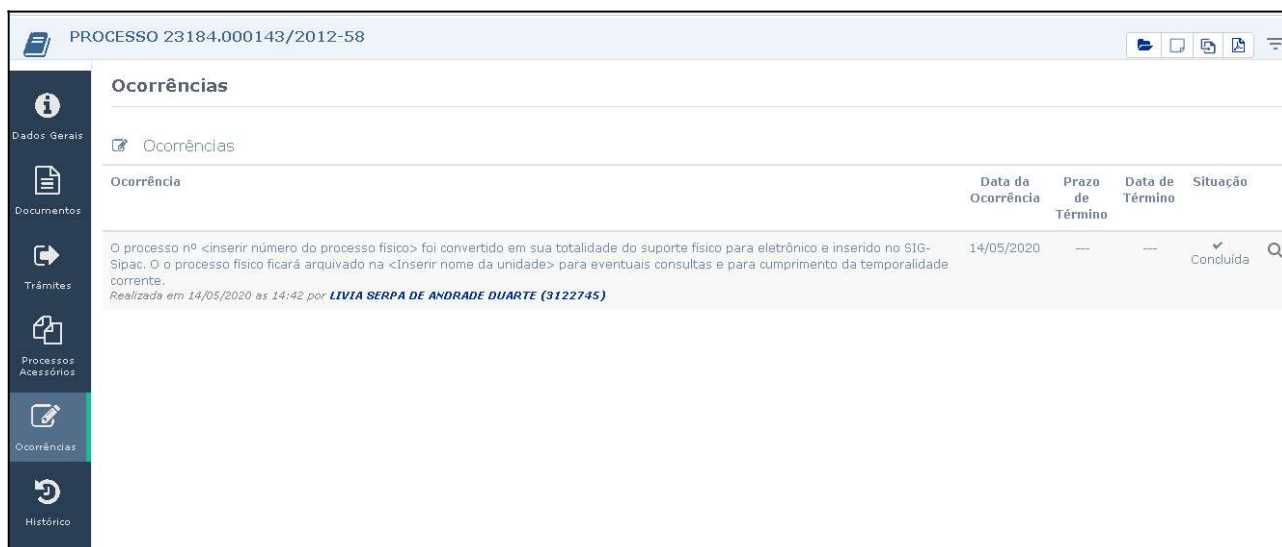 PROCESSO 23184.000143/2012-58
Dados Gerais
Documentos
Trâmites
Processos
Acessórios
Ocorrências
Histórico
Ocorrências
Ocorrências
Ocorrência
Data da
Ocorrência
Prazo
de
Término
Data de
Término
Situação
O processo nº <inserir número do processo físico> foi convertido em sua totalidade do suporte físico para eletrônico e inserido no SIG-
Sipac. O o processo físico ficará arquivado na <Inserir nome da unidade> para eventuais consultas e para cumprimento da temporalidade
corrente.
Realizada em 14/05/2020 as 14:42 por LIVIA SERPA DE ANDRADE DUARTE (3122745)
14/05/2020
---
---
Concluída